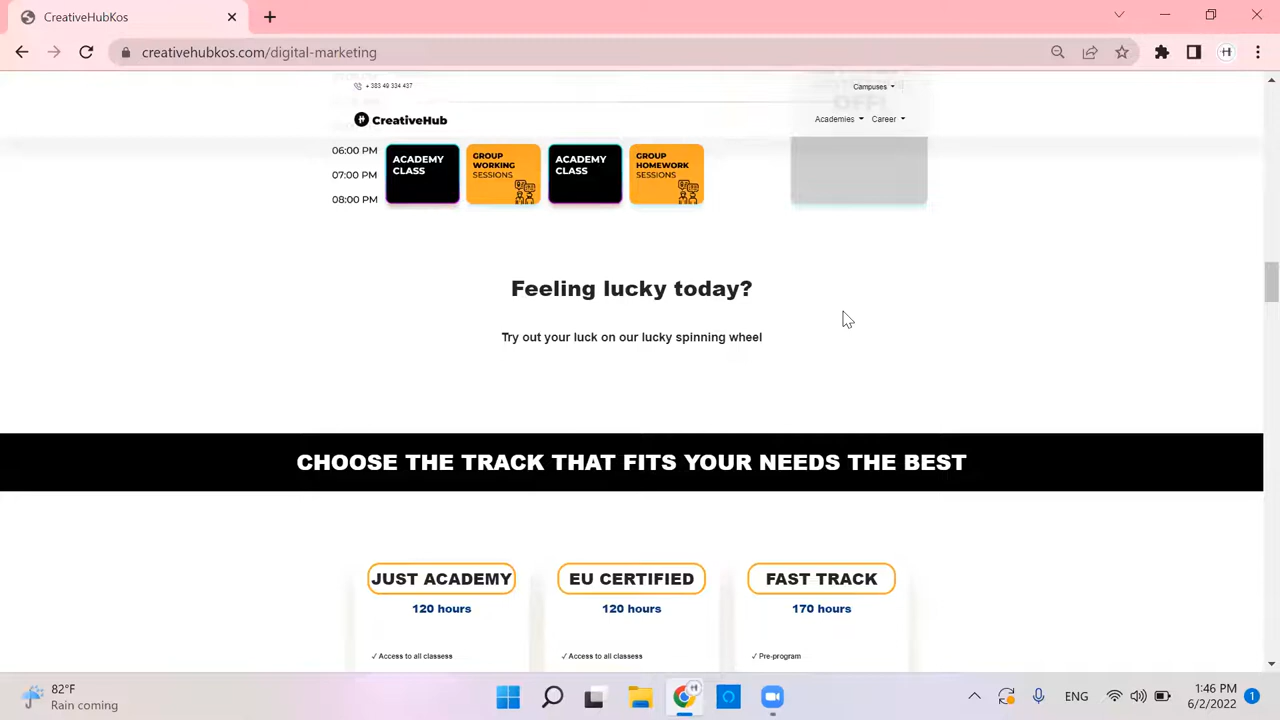 CreativeHubKos
creativehubkos.com/digital-marketing
+ 383 49 334 437
Campuses
OFF!
CreativeHub
Academies
Career
06:00 PM
07:00 PM
08:00 PM
ACADEMY
CLASS
GROUP
WORKING
SESSIONS
ACADEMY
CLASS
GROUP
HOMEWORK
SESSIONS
Feeling lucky today?
Try out your luck on our lucky spinning wheel
CHOOSE THE TRACK THAT FITS YOUR NEEDS THE BEST
JUST ACADEMY
120 hours
✓ Access to all classess
EU CERTIFIED
120 hours
✓ Access to all classess
FAST TRACK
170 hours
✓ Pre-program
82°F
Rain coming
ENG
1:46 PM
6/2/2022
1